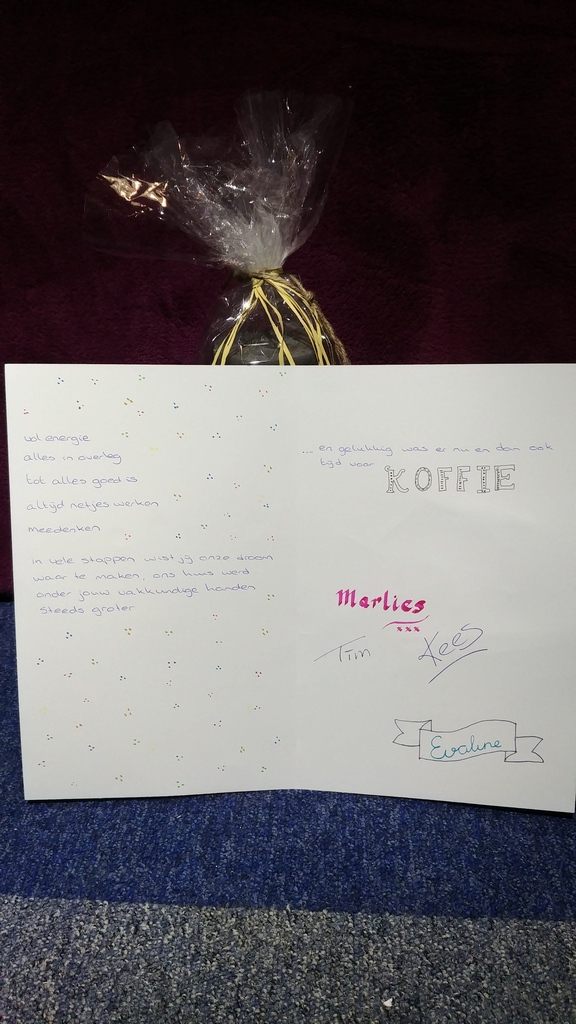 vol energie
alles in overleg
tot alles goed is
altijd netjes werken
meedenken
in vele stappen wist jij onze droom
waar te maken, ons huis werd
onder jouw vakkundige handen
steeds groter
... en gelukkig was er nu en dan ook
tijd voor KOFFIE
Marlies
Tim Kees
Evaline